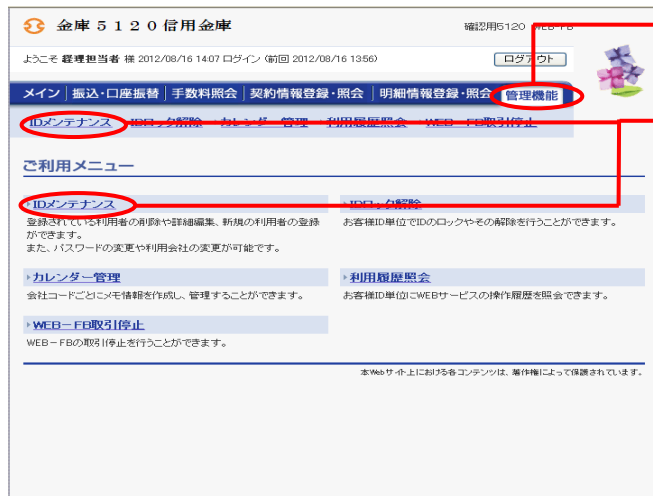 金庫５１２０信用金庫
確認用5120 WEB-FB
ようこそ 経理担当者 様 2012/08/16 14:07 ログイン (前回 2012/08/16 13:56)
ログアウト
メイン 振込・口座振替 手数料照会 契約情報登録・照会 明細情報登録・照会 管理機能
IDメンテナンス IDロック解除 カレンダー管理 利用履歴照会 WEB－FB取引停止
ご利用メニュー
IDメンテナンス
登録されている利用者の削除や詳細編集、新規の利用者の登録
ができます。
また、パスワードの変更や利用会社の変更が可能です。
IDロック解除
お客様ID単位でIDのロックやその解除を行うことができます。
カレンダー管理
会社コードごとにメモ情報を作成し、管理することができます。
利用履歴照会
お客様ID単位にWEBサービスの操作履歴を照会できます。
WEB－FB取引停止
WEB－FBの取引停止を行うことができます。
本Webサイト上における各コンテンツは、著作権によって保護されています。